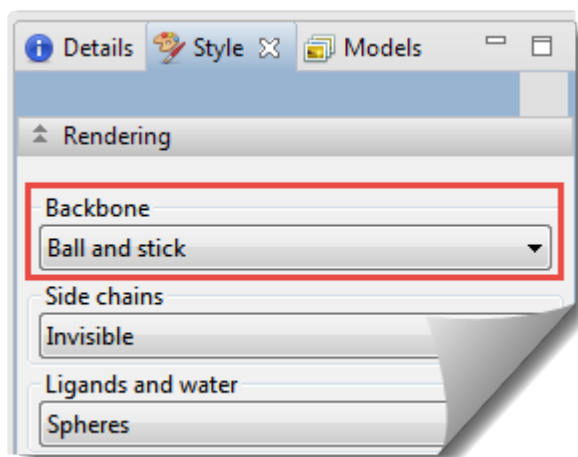 Details Style Models
Rendering
Backbone
Ball and stick
Side chains
Invisible
Ligands and water
Spheres